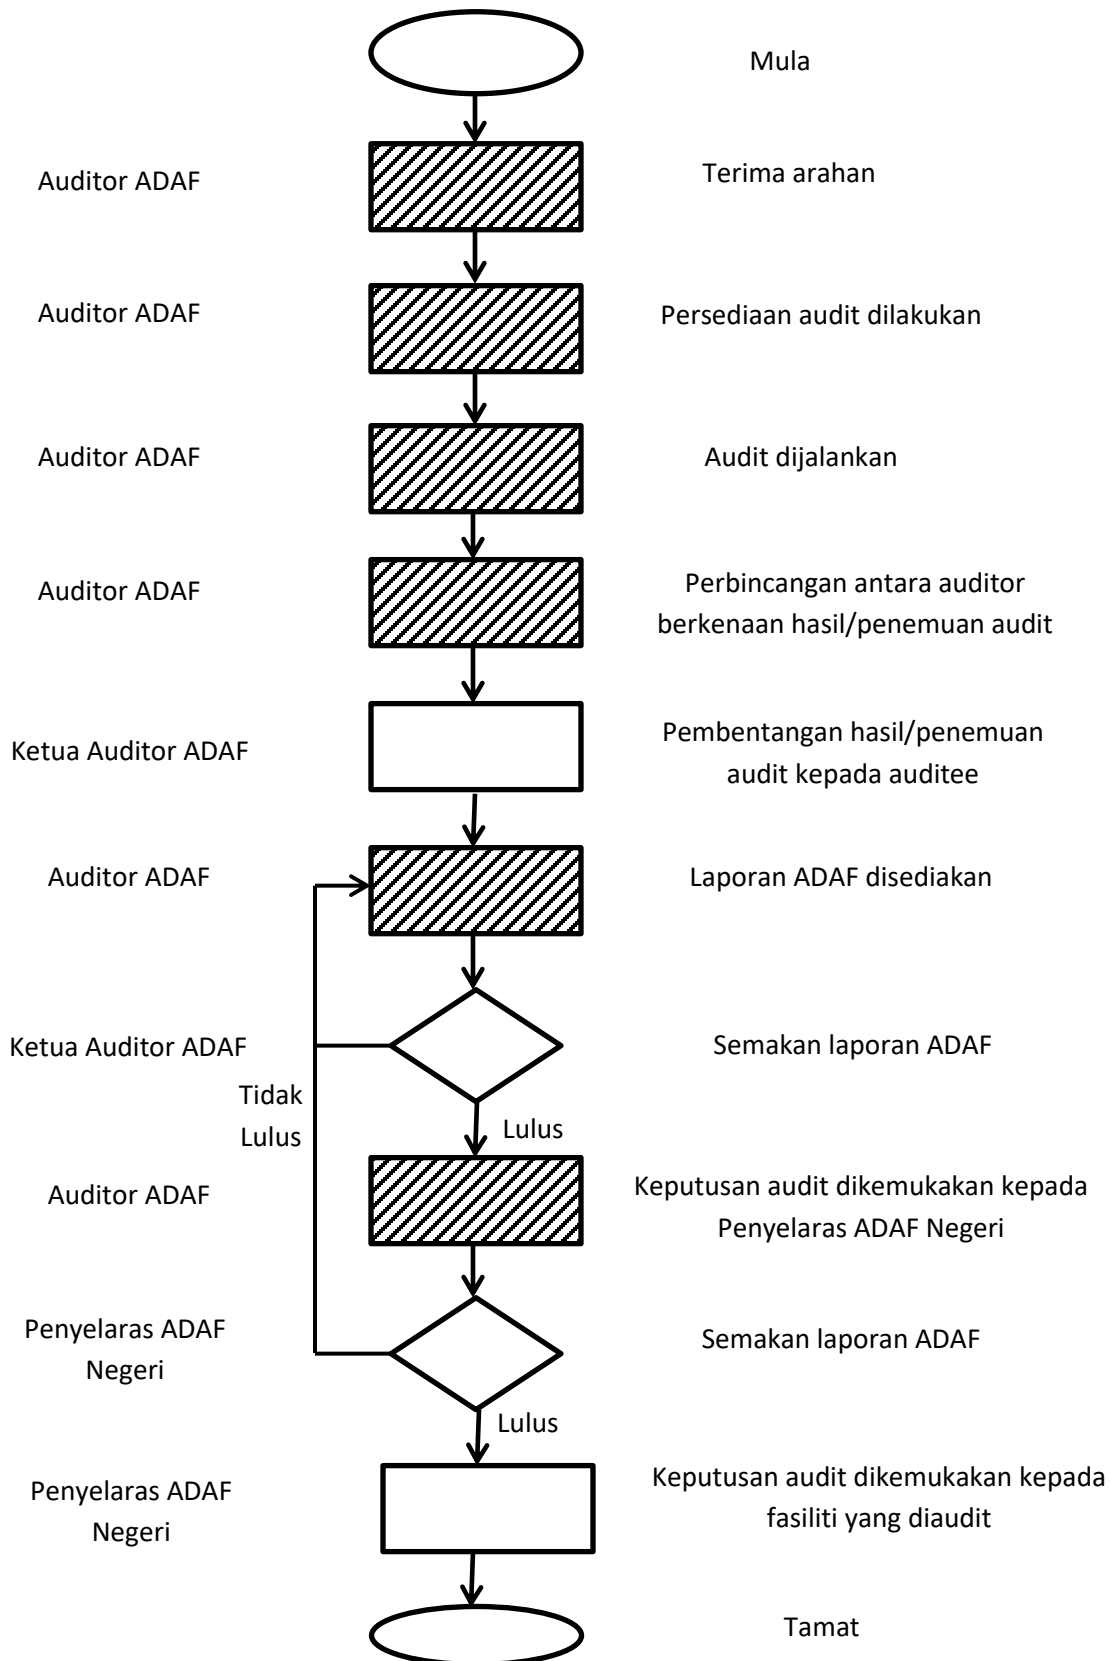 Mula
Auditor ADAF
Terima arahan
Auditor ADAF
Persediaan audit dilakukan
Auditor ADAF
Audit dijalankan
Auditor ADAF
Perbincangan antara auditor
berkenaan hasil/penemuan audit
Ketua Auditor ADAF
Pembentangan hasil/penemuan
audit kepada auditee
Auditor ADAF
Laporan ADAF disediakan
Ketua Auditor ADAF
Semakan laporan ADAF
Tidak
Lulus
Lulus
Auditor ADAF
Keputusan audit dikemukakan kepada
Penyelaras ADAF Negeri
Penyelaras ADAF
Negeri
Semakan laporan ADAF
Lulus
Penyelaras ADAF
Negeri
Keputusan audit dikemukakan kepada
fasiliti yang diaudit
Tamat